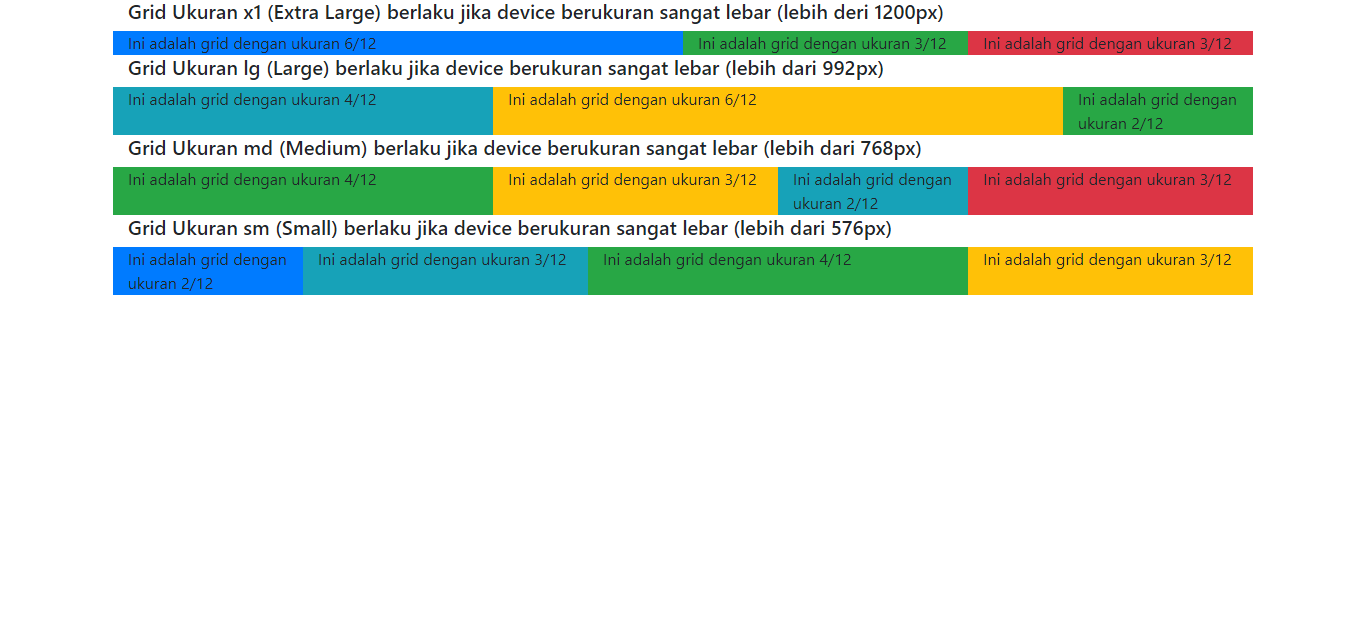 Grid Ukuran x1 (Extra Large) berlaku jika device berukuran sangat lebar (lebih deri 1200px)
Ini adalah grid dengan ukuran 6/12 Ini adalah grid dengan ukuran 3/12 Ini adalah grid dengan ukuran 3/12
Grid Ukuran lg (Large) berlaku jika device berukuran sangat lebar (lebih dari 992px)
Ini adalah grid dengan ukuran 4/12 Ini adalah grid dengan ukuran 6/12 Ini adalah grid dengan
ukuran 2/12
Grid Ukuran md (Medium) berlaku jika device berukuran sangat lebar (lebih dari 768px)
Ini adalah grid dengan ukuran 4/12 Ini adalah grid dengan ukuran 3/12 Ini adalah grid dengan Ini adalah grid dengan ukuran 3/12
ukuran 2/12
Grid Ukuran sm (Small) berlaku jika device berukuran sangat lebar (lebih dari 576px)
Ini adalah grid dengan Ini adalah grid dengan ukuran 3/12 Ini adalah grid dengan ukuran 4/12 Ini adalah grid dengan ukuran 3/12
ukuran 2/12